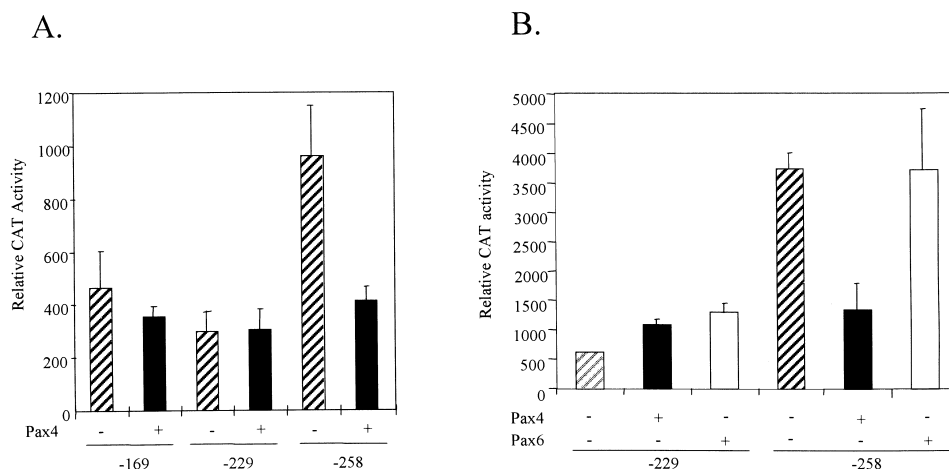 A.
Relative CAT Activity
1200
1000
800
600
400
200
0
Pax4 - + - + - +
-169 -229 -258
B.
Relative CAT activity
5000
4500
4000
3500
3000
2500
2000
1500
1000
500
0
Pax4 - + - - + -
Pax6 - - + - - +
-229 -258